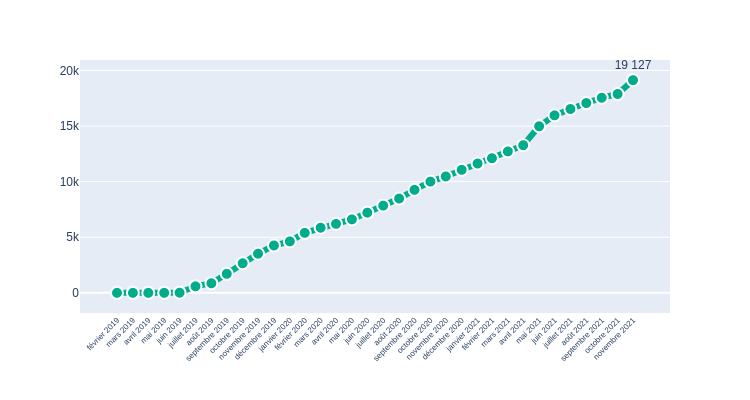 19 127
20k
15k
10k
5k
0
février 2019
mars 2019
avril 2019
mai 2019
juin 2019
juillet 2019
août 2019
septembre 2019
octobre 2019
novembre 2019
décembre 2019
janvier 2020
février 2020
mars 2020
avril 2020
mai 2020
juin 2020
juillet 2020
août 2020
septembre 2020
octobre 2020
novembre 2020
décembre 2020
janvier 2021
février 2021
mars 2021
avril 2021
mai 2021
juin 2021
juillet 2021
août 2021
septembre 2021
octobre 2021
novembre 2021